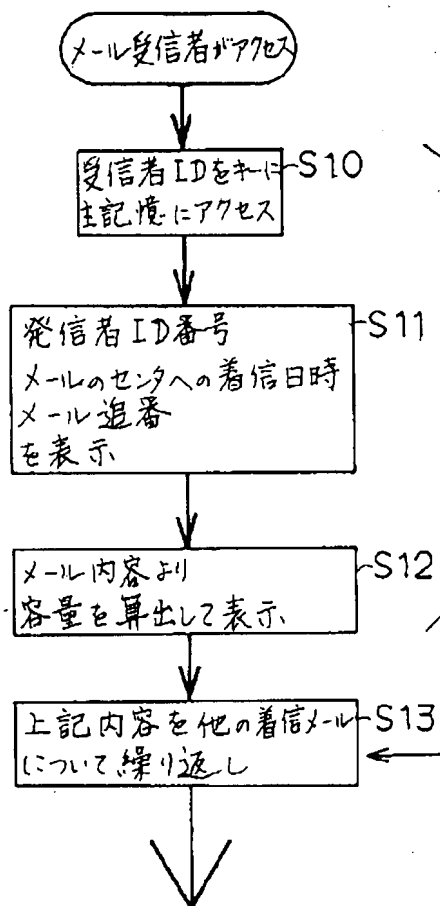 メール受信者がアクセス
受信者IDをキーに
主記憶にアクセス
S10
発信者ID番号
メールのセンタへの着信日時
メール追番
を表示
S11
メール内容より
容量を算出して表示
S12
上記内容を他の着信メール
について繰り返し
S13